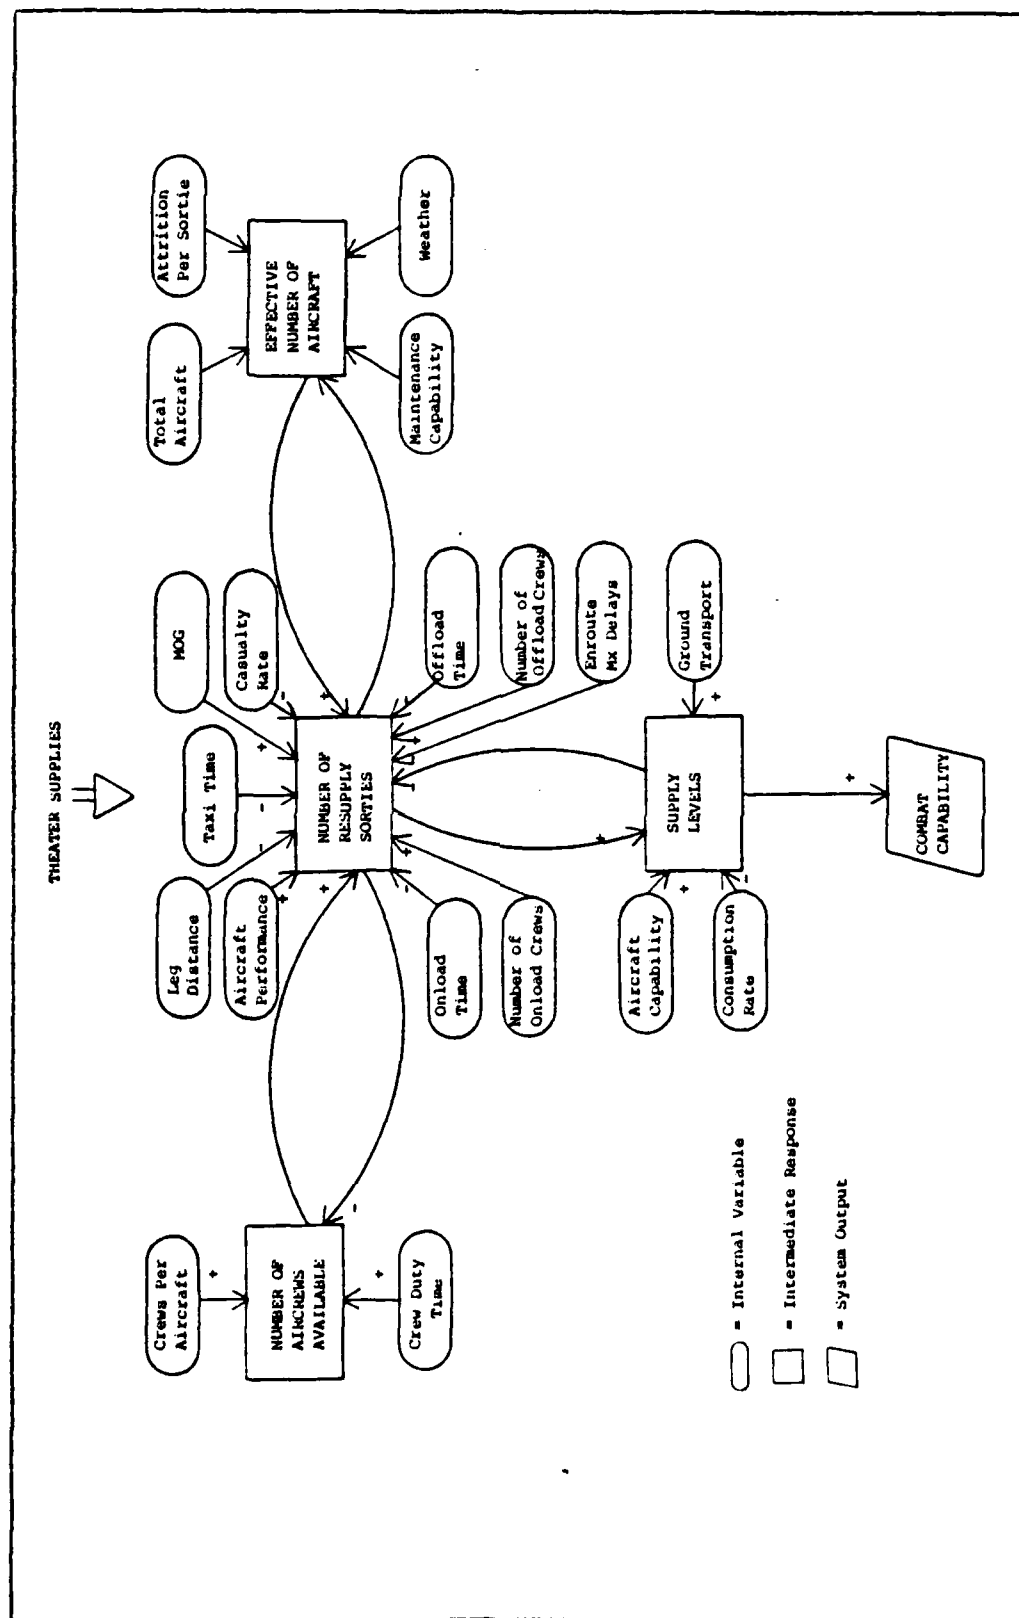 THEATER SUPPLIES
Crews Per
Aircraft
+
NUMBER OF
AIRCREWS
AVAILABLE
+
Crew Duty
Time
-
Leg
Distance
-
Aircraft
Performance
+
Taxi Time
-
MOG
+
Casualty
Rate
-
+
NUMBER OF
RESUPPLY
SORTIES
+
Onload
Time
-
Number of
Onload Crews
+
Offload
Time
-
Number of
Offload Crews
+
Enroute
Mx Delays
-
-
+
Total
Aircraft
Attrition
Per Sortie
EFFECTIVE
NUMBER OF
AIRCRAFT
Maintenance
Capability
Weather
Aircraft
Capability
+
Consumption
Rate
-
SUPPLY
LEVELS
Ground
Transport
+
+
COMBAT
CAPABILITY
= Internal Variable
= Intermediate Response
= System Output